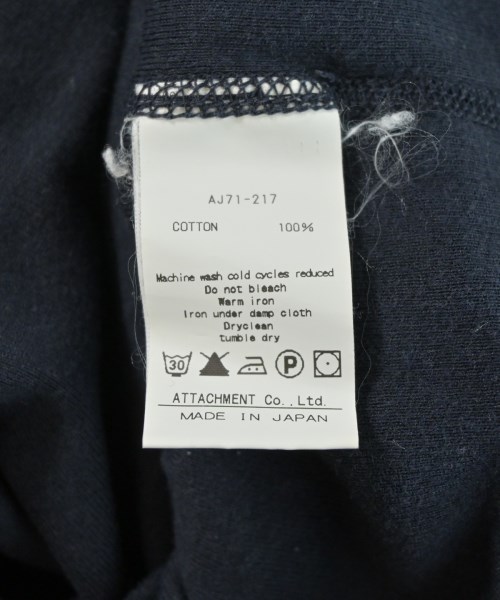 AJ71-217
COTTON 100%
Machine wash cold cycles reduced
Do not bleach
Warm iron
Iron under damp cloth
Dryclean
tumble dry
30 P
ATTACHMENT Co.,Ltd.
MADE IN JAPAN